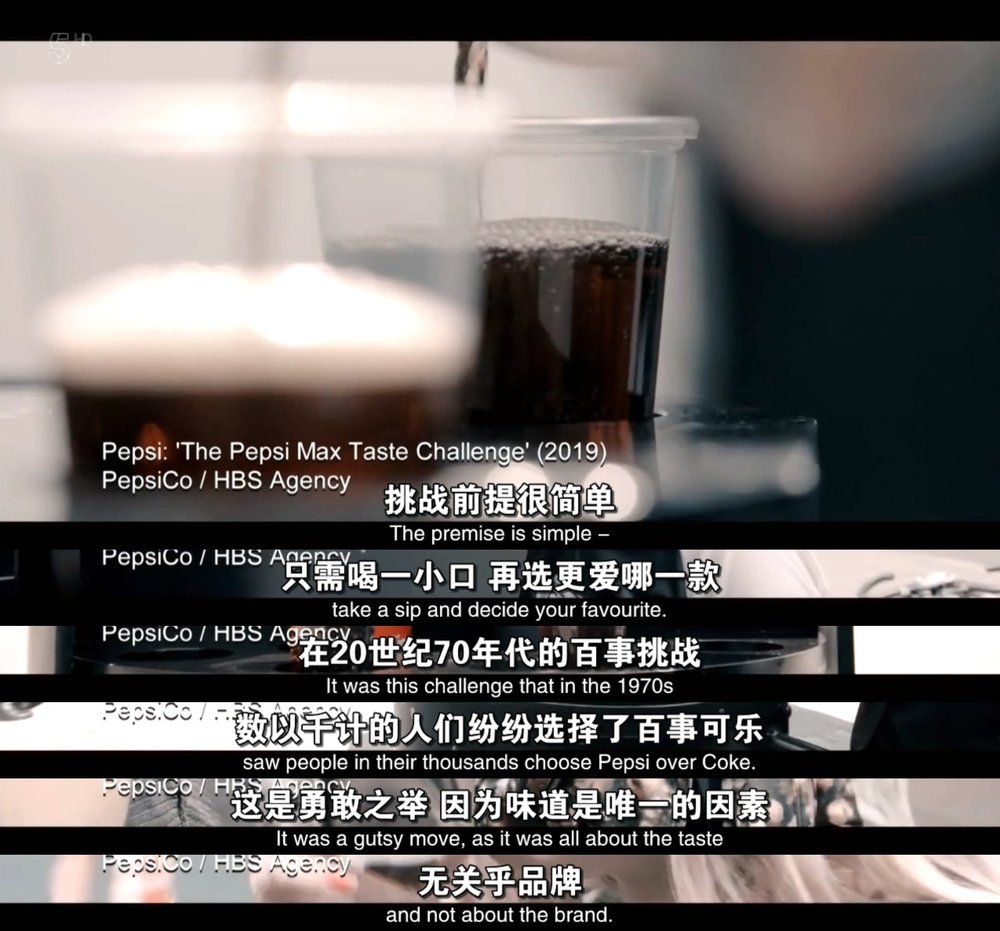 5 HD
Pepsi: 'The Pepsi Max Taste Challenge' (2019)
PepsiCo / HBS Agency
挑战前提很简单
The premise is simple –
PepsiCo / HBS Agency
只需喝一小口 再选更爱哪一款
take a sip and decide your favourite.
PepsiCo / HBS Agency
在20世纪70年代的百事挑战
It was this challenge that in the 1970s
PepsiCo / HBS Agency
数以千计的人们纷纷选择了百事可乐
saw people in their thousands choose Pepsi over Coke.
PepsiCo / HBS Agency
这是勇敢之举 因为味道是唯一的因素
It was a gutsy move, as it was all about the taste
PepsiCo / HBS Agency
无关乎品牌
and not about the brand.